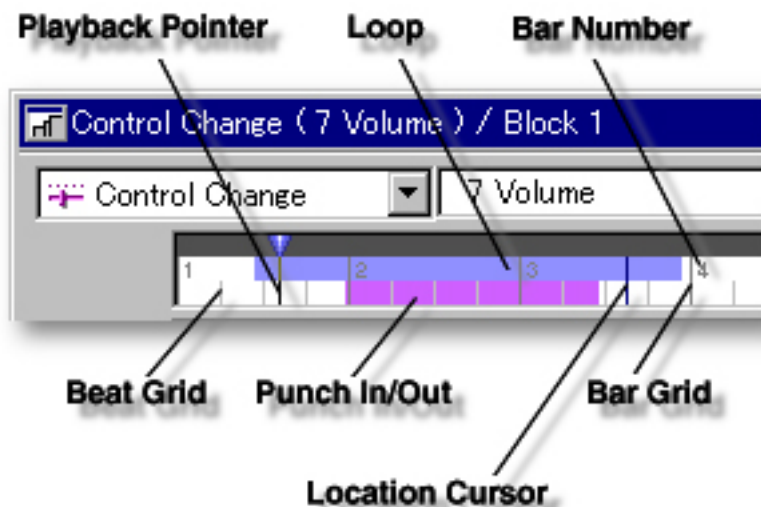 Playback Pointer Loop Bar Number
Control Change ( 7 Volume ) / Block 1
Control Change 7 Volume
1 2 3 4
Beat Grid Punch In/Out Bar Grid
Location Cursor